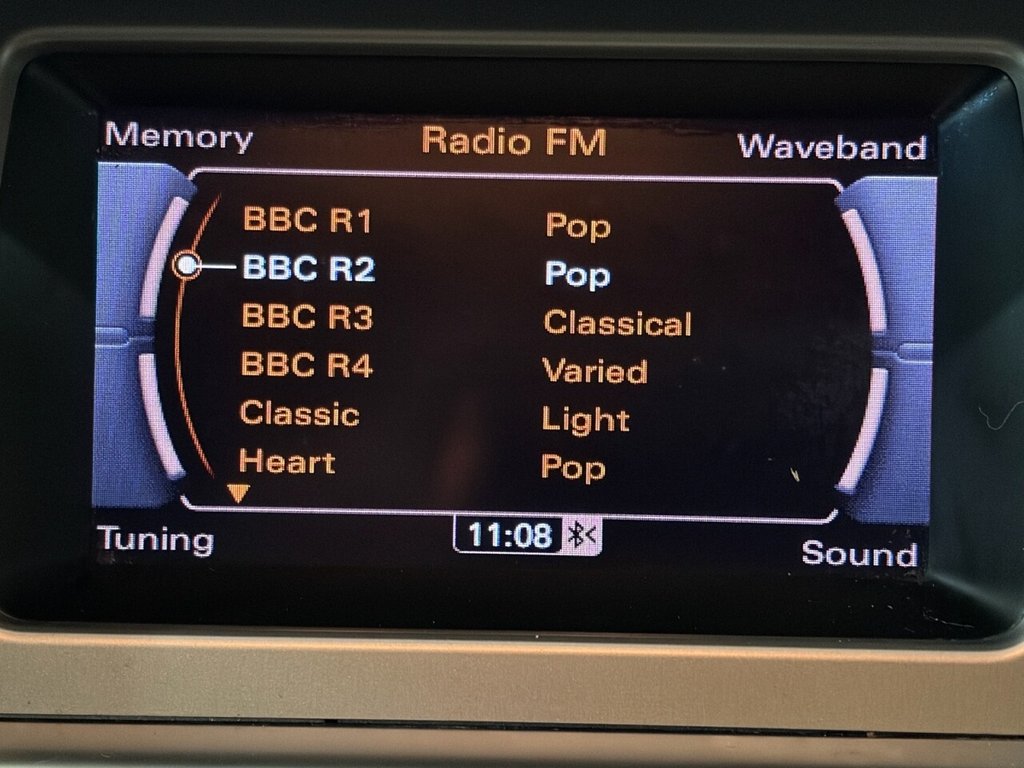 Memory Radio FM Waveband
BBC R1 Pop
BBC R2 Pop
BBC R3 Classical
BBC R4 Varied
Classic Light
Heart Pop
11:08
Tuning Sound